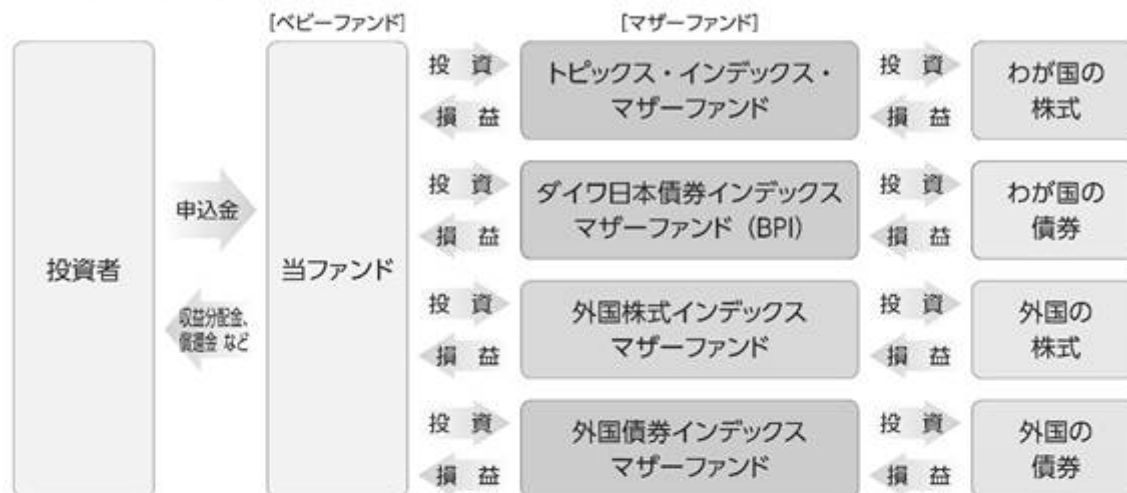 [ベビーファンド]
[マザーファンド]
投資者
申込金
収益分配金、
償還金 など
当ファンド
投 資
損 益
トピックス・インデックス・
マザーファンド
投 資
損 益
わが国の
株式
投 資
損 益
ダイワ日本債券インデックス
マザーファンド（BPI）
投 資
損 益
わが国の
債券
投 資
損 益
外国株式インデックス
マザーファンド
投 資
損 益
外国の
株式
投 資
損 益
外国債券インデックス
マザーファンド
投 資
損 益
外国の
債券